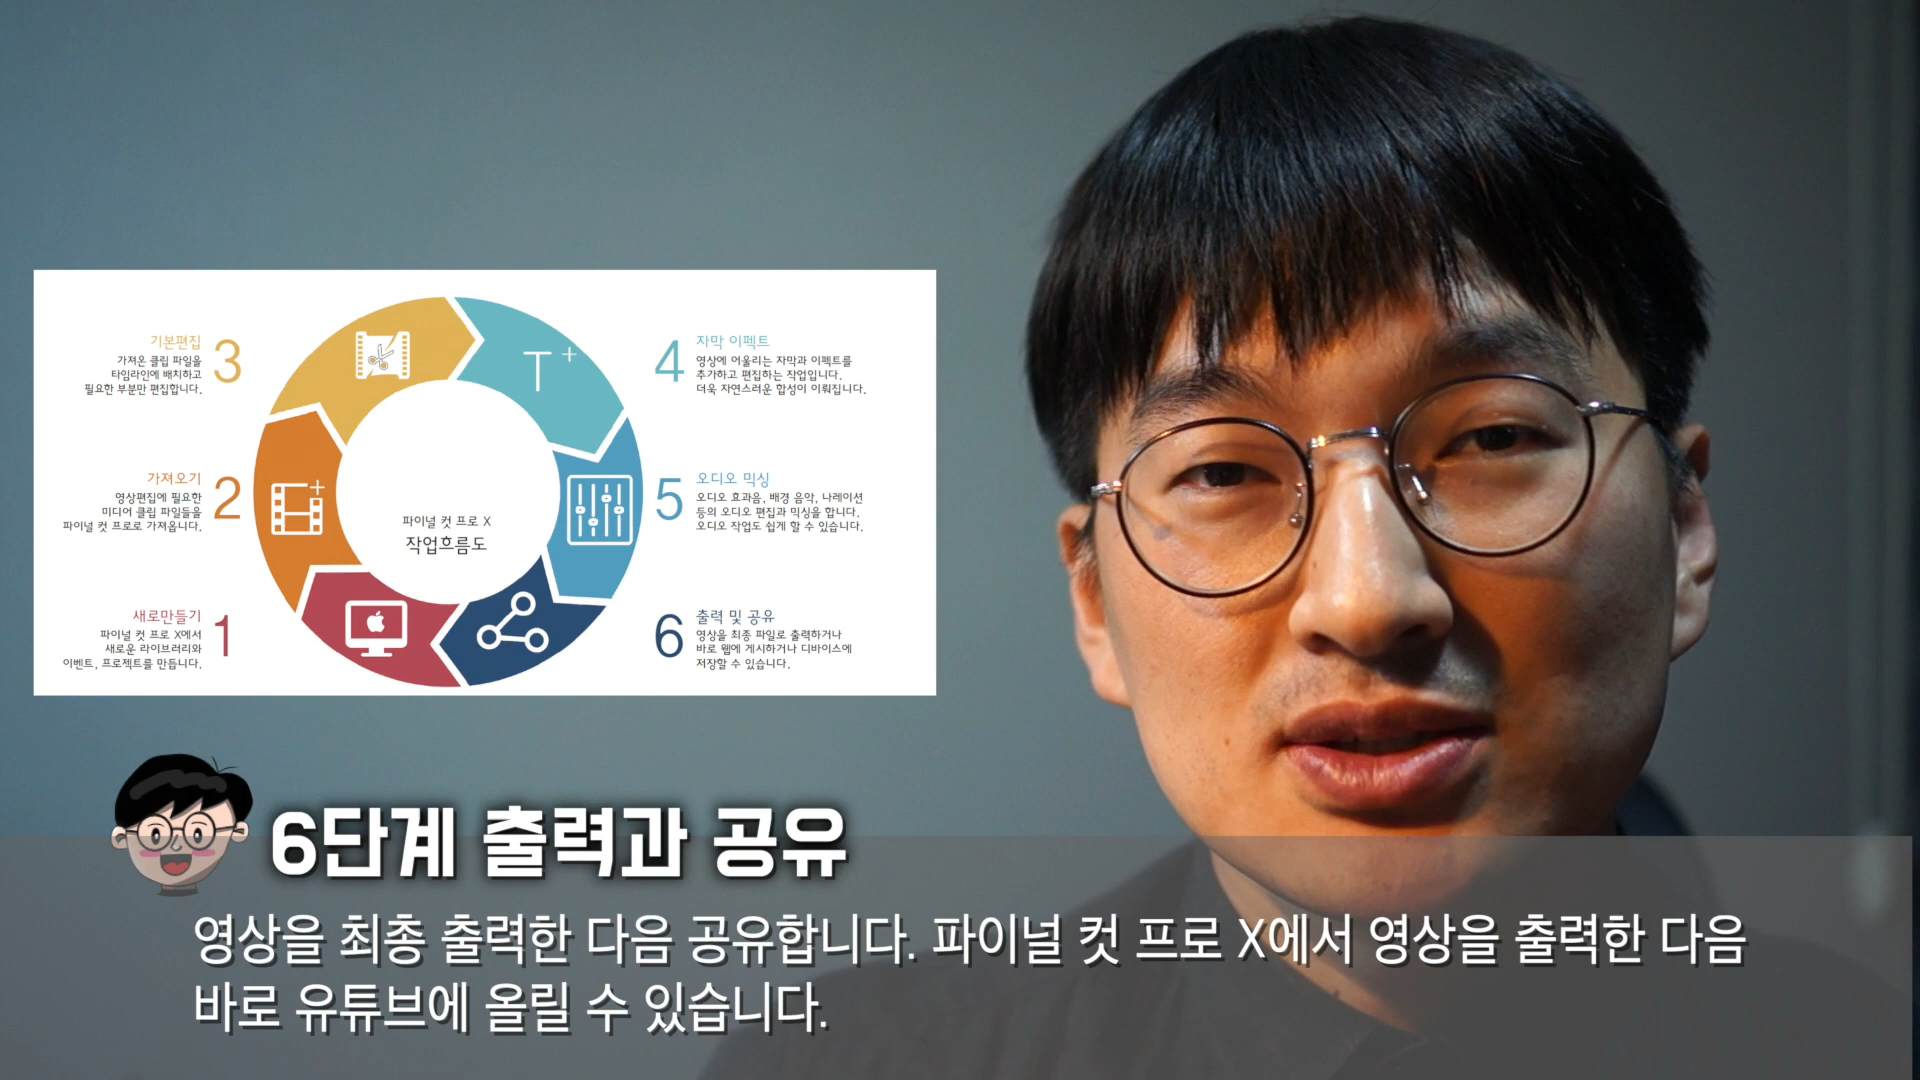 기본편집
3
가져온 클립 파일을
타임라인에 배치하고
필요한 부분만 편집합니다.
가져오기
2
영상편집에 필요한
미디어 클립 파일들을
파이널 컷 프로로 가져옵니다.
새로만들기
1
파이널 컷 프로 X에서
새로운 라이브러리와
이벤트, 프로젝트를 만듭니다.
T+
파이널 컷 프로 X
작업흐름도
4
자막 이펙트
영상에 어울리는 자막과 이펙트를
추가하고 편집하는 작업입니다.
더욱 자연스러운 합성이 이뤄집니다.
5
오디오 믹싱
오디오 효과음, 배경 음악, 나레이션
등의 오디오 편집과 믹싱을 합니다.
오디오 작업도 쉽게 할 수 있습니다.
6
출력 및 공유
영상을 최종 파일로 출력하거나
바로 웹에 게시하거나 디바이스에
저장할 수 있습니다.
6단계 출력과 공유
영상을 최종 출력한 다음 공유합니다. 파이널 컷 프로 X에서 영상을 출력한 다음
바로 유튜브에 올릴 수 있습니다.